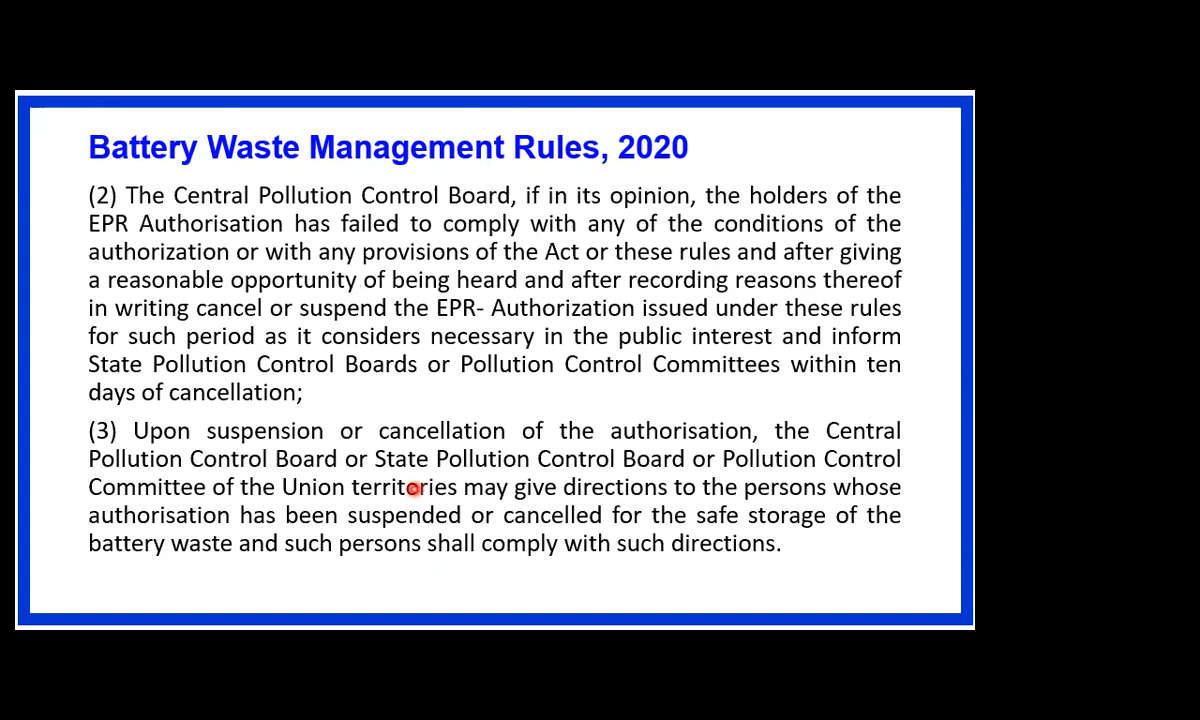 Battery Waste Management Rules, 2020
(2) The Central Pollution Control Board, if in its opinion, the holders of the
EPR Authorisation has failed to comply with any of the conditions of the
authorization or with any provisions of the Act or these rules and after giving
a reasonable opportunity of being heard and after recording reasons thereof
in writing cancel or suspend the EPR- Authorization issued under these rules
for such period as it considers necessary in the public interest and inform
State Pollution Control Boards or Pollution Control Committees within ten
days of cancellation;
(3) Upon suspension or cancellation of the authorisation, the Central
Pollution Control Board or State Pollution Control Board or Pollution Control
Committee of the Union territories may give directions to the persons whose
authorisation has been suspended or cancelled for the safe storage of the
battery waste and such persons shall comply with such directions.